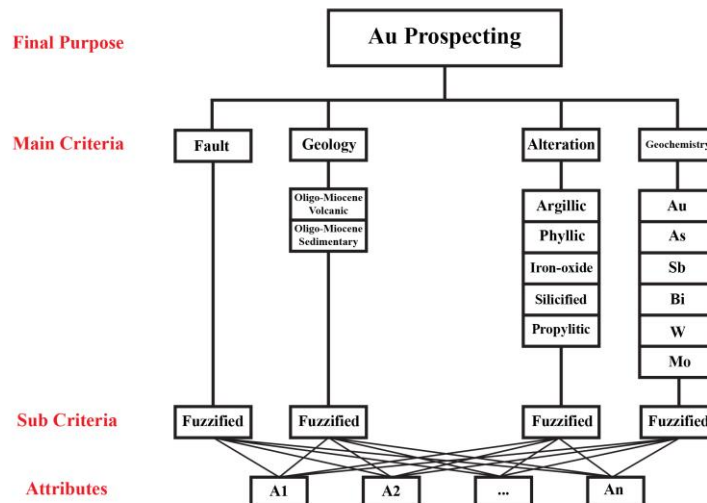 Final Purpose
Au Prospecting
Main Criteria
Fault
Geology
Alteration
Geochemistry
Oligo-Miocene
Volcanic
Oligo-Miocene
Sedimentary
Argillic
Phyllic
Iron-oxide
Silicified
Propylitic
Au
As
Sb
Bi
W
Mo
Sub Criteria
Fuzzified
Fuzzified
Fuzzified
Fuzzified
Attributes
A1
A2
...
An